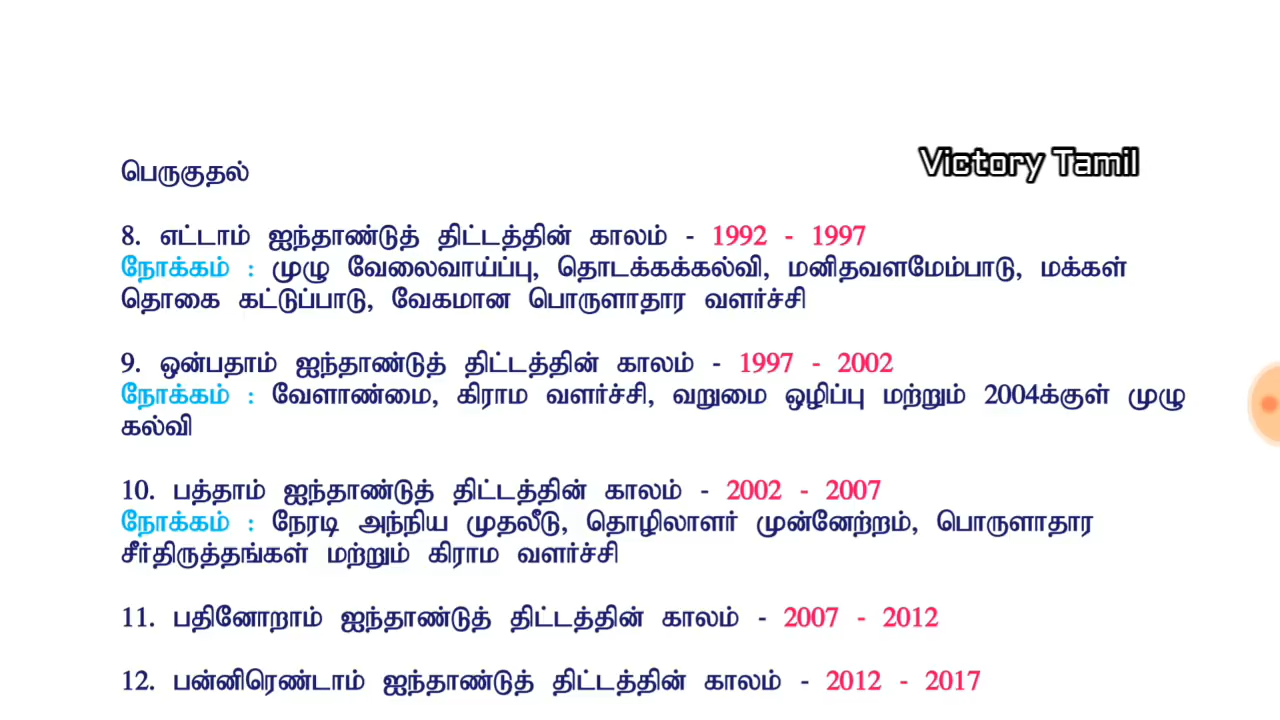 Victory Tamil
பெருகுதல்
8. எட்டாம் ஐந்தாண்டுத் திட்டத்தின் காலம் - 1992 - 1997
நோக்கம் : முழு வேலைவாய்ப்பு, தொடக்கக்கல்வி, மனிதவளமேம்பாடு, மக்கள்
தொகை கட்டுப்பாடு, வேகமான பொருளாதார வளர்ச்சி
9. ஒன்பதாம் ஐந்தாண்டுத் திட்டத்தின் காலம் - 1997 - 2002
நோக்கம் : வேளாண்மை, கிராம வளர்ச்சி, வறுமை ஒழிப்பு மற்றும் 2004க்குள் முழு
கல்வி
10. பத்தாம் ஐந்தாண்டுத் திட்டத்தின் காலம் - 2002 - 2007
நோக்கம் : நேரடி அந்நிய முதலீடு, தொழிலாளர் முன்னேற்றம், பொருளாதார
சீர்திருத்தங்கள் மற்றும் கிராம வளர்ச்சி
11. பதினோறாம் ஐந்தாண்டுத் திட்டத்தின் காலம் - 2007 - 2012
12. பன்னிரெண்டாம் ஐந்தாண்டுத் திட்டத்தின் காலம் - 2012 - 2017